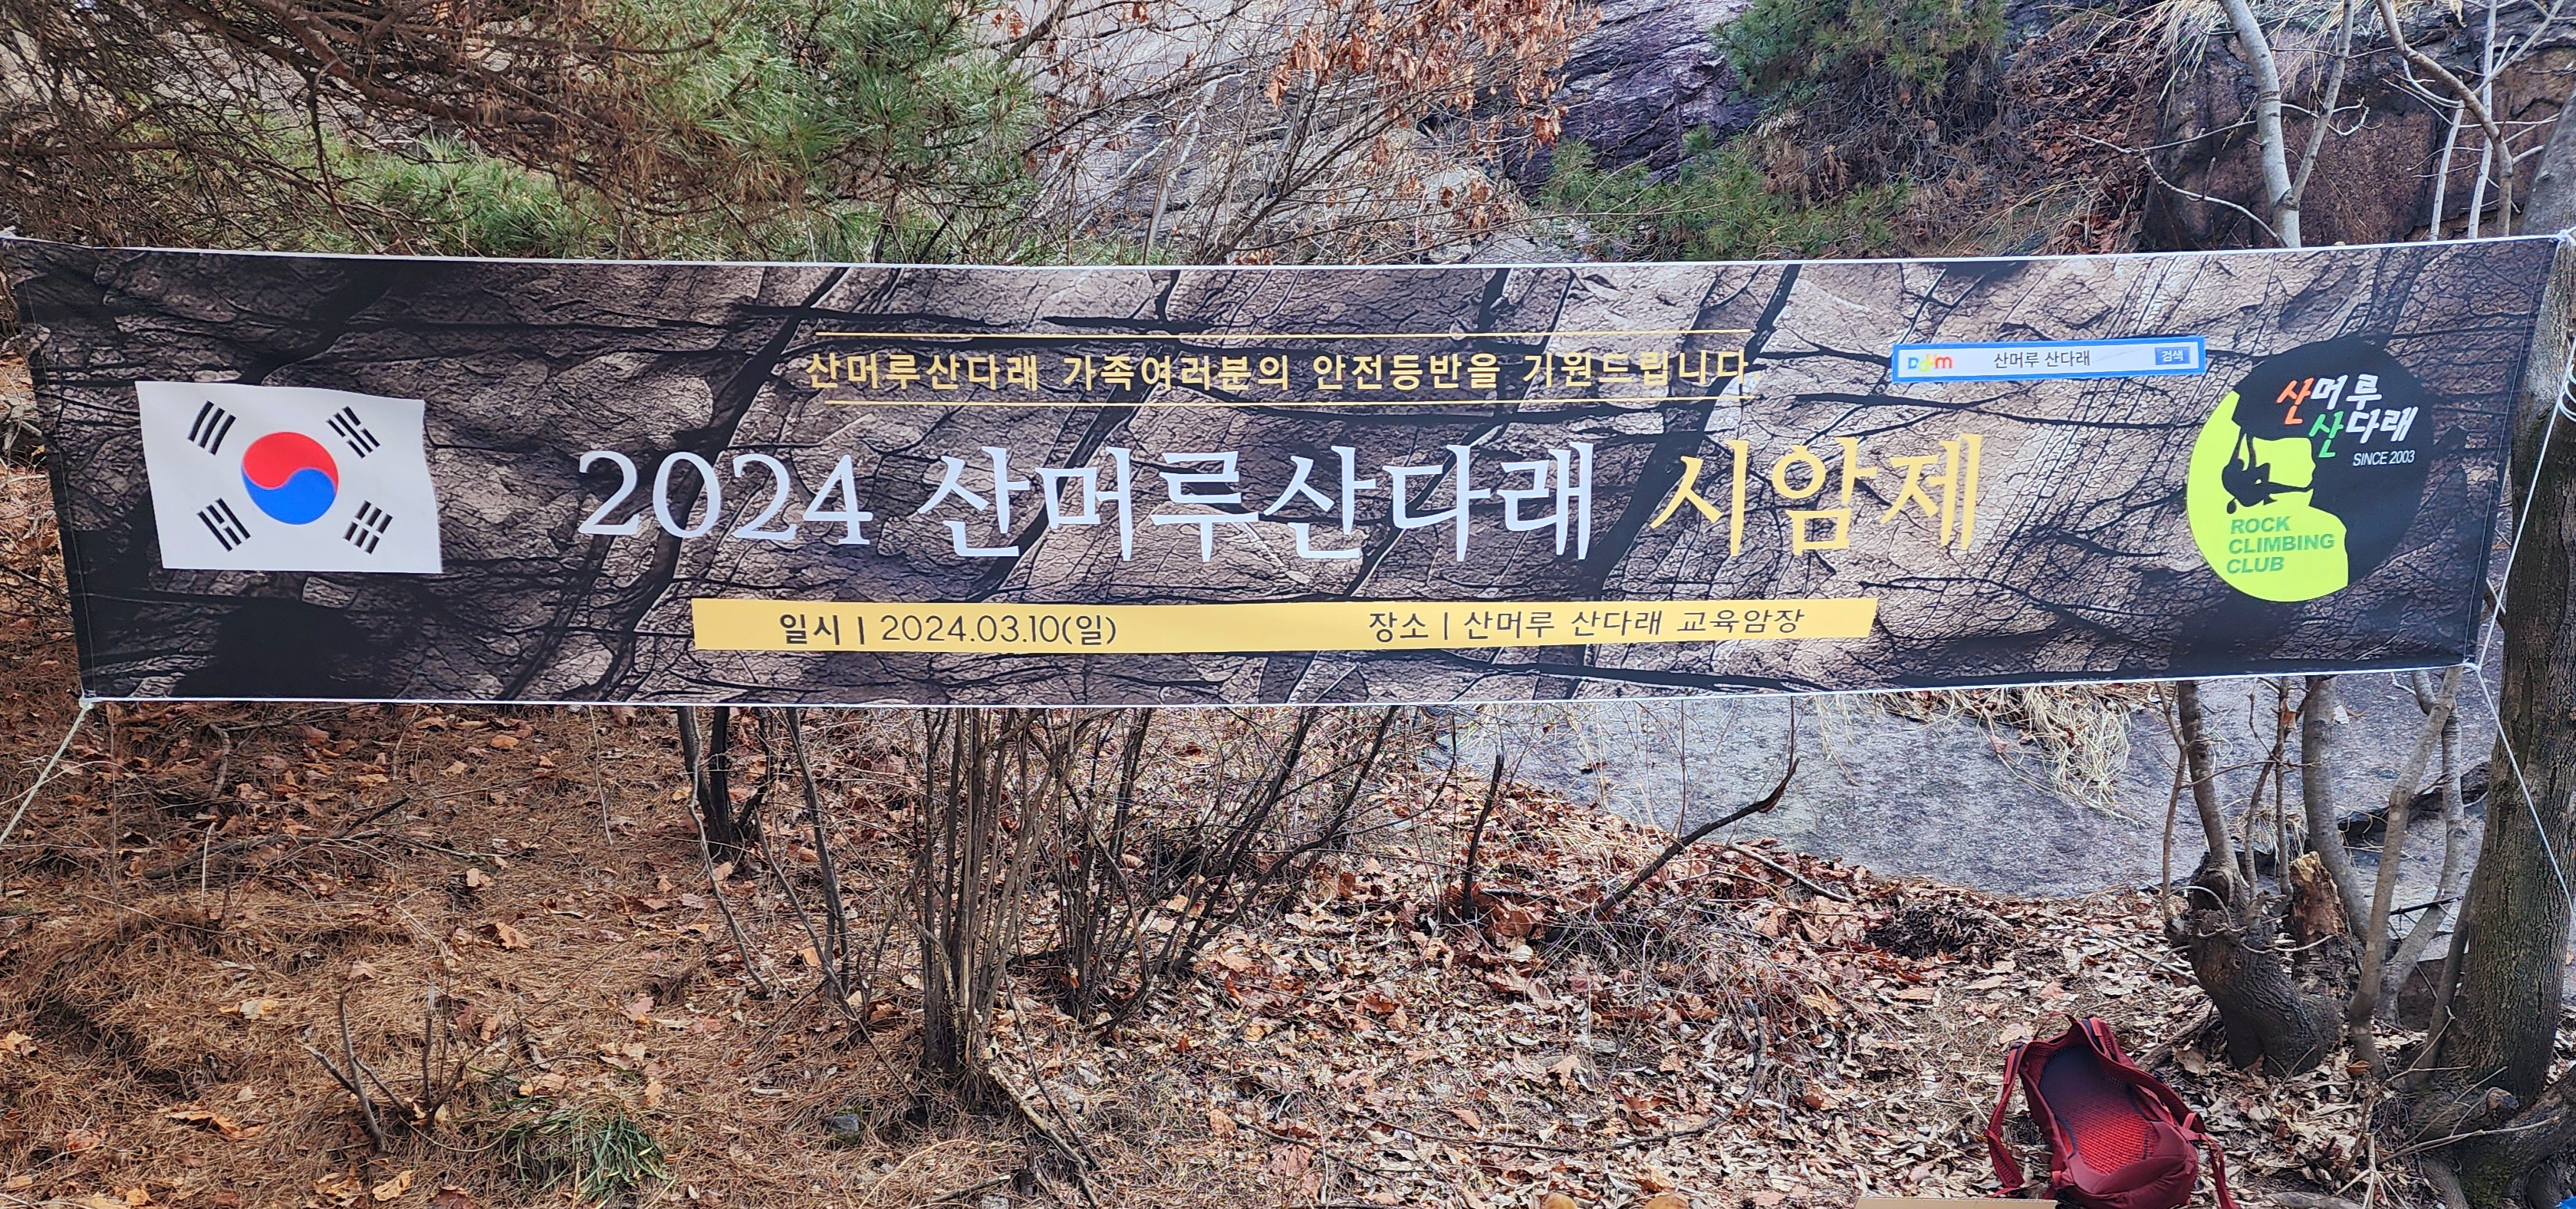 산머루산다래 가족여러분의 안전등반을 기원드립니다
Daum 산머루 산다래 검색
2024 산머루산다래 시암제
일시 | 2024.03.10(일) 장소 | 산머루 산다래 교육암장
산머루
산다래
SINCE 2003
ROCK
CLIMBING
CLUB